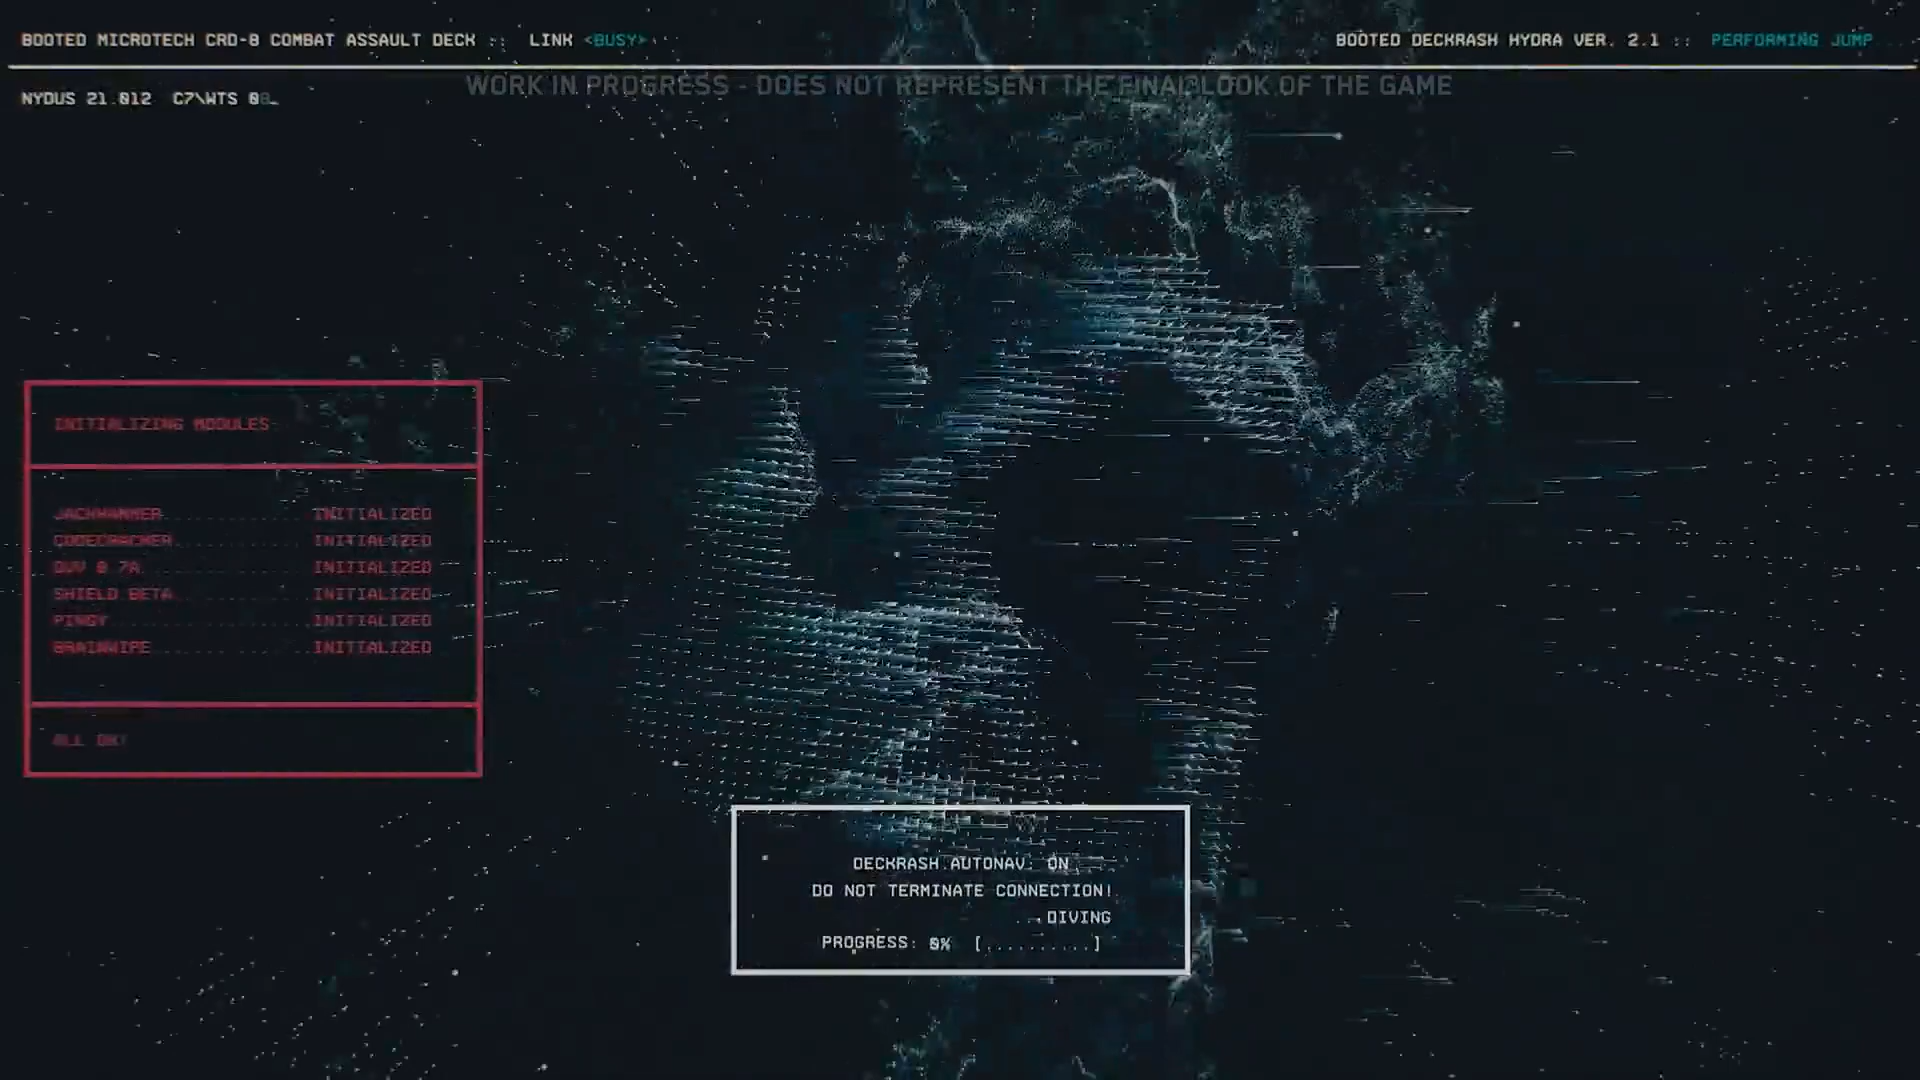 BOOTED MICROTECH CRD-8 COMBAT ASSAULT DECK :: LINK <BUSY>
BOOTED DECKRASH HYDRA VER. 2.1 :: PERFORMING JUMP
WORK IN PROGRESS - DOES NOT REPRESENT THE FINAL LOOK OF THE GAME
NYDUS 21.012 C7\WTS 0
INITIALIZING MODULES
JACKHAMMER............INITIALIZED
CODECRACKER............INITIALIZED
INITIALIZED
SHIELD BETA............INITIALIZED
PINGY............INITIALIZED
BRAINWIPE............INITIALIZED
ALL OK!
DECKRASH.AUTONAV: ON
DO NOT TERMINATE CONNECTION!
...DIVING
PROGRESS: 0% [..........]